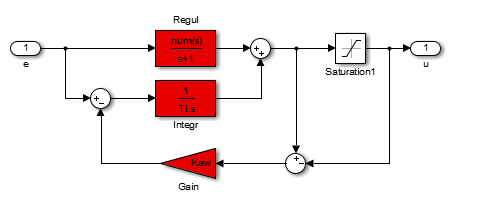 Regul
num(s)
s+1
1
e
1
Ti.s
Integr
Saturation1
1
u
Kaw
Gain